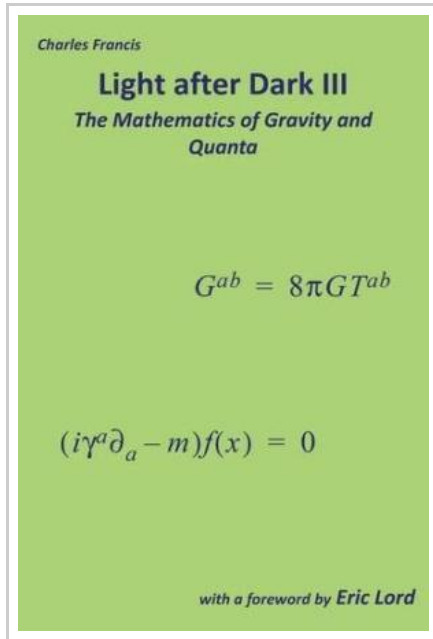 Charles Francis
Light after Dark III
The Mathematics of Gravity and
Quanta
Gᵃᵇ = 8πGTᵃᵇ
(iγᵃ∂ₐ – m)f(x) = 0
with a foreword by Eric Lord